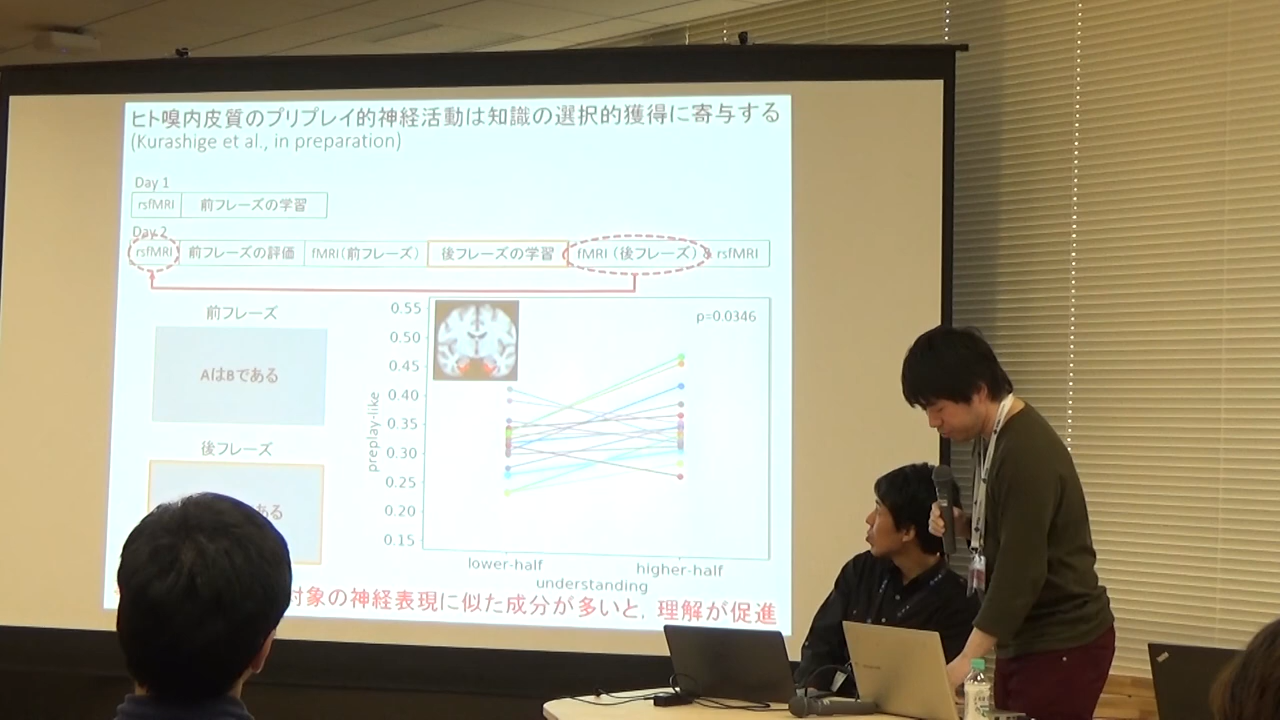 ヒト嗅内皮質のプリプレイ的神経活動は知識の選択的獲得に寄与する
(Kurashige et al., in preparation)
Day 1
rsfMRI 前フレーズの学習
Day 2
rsfMRI 前フレーズの評価 fMRI(前フレーズ) 後フレーズの学習 fMRI (後フレーズ) & rsfMRI
前フレーズ
AはBである
後フレーズ
ある
p=0.0346
0.55
0.50
0.45
0.40
0.35
0.30
0.25
0.20
0.15
preplay-like
lower-half higher-half
understanding
対象の神経表現に似た成分が多いと, 理解が促進